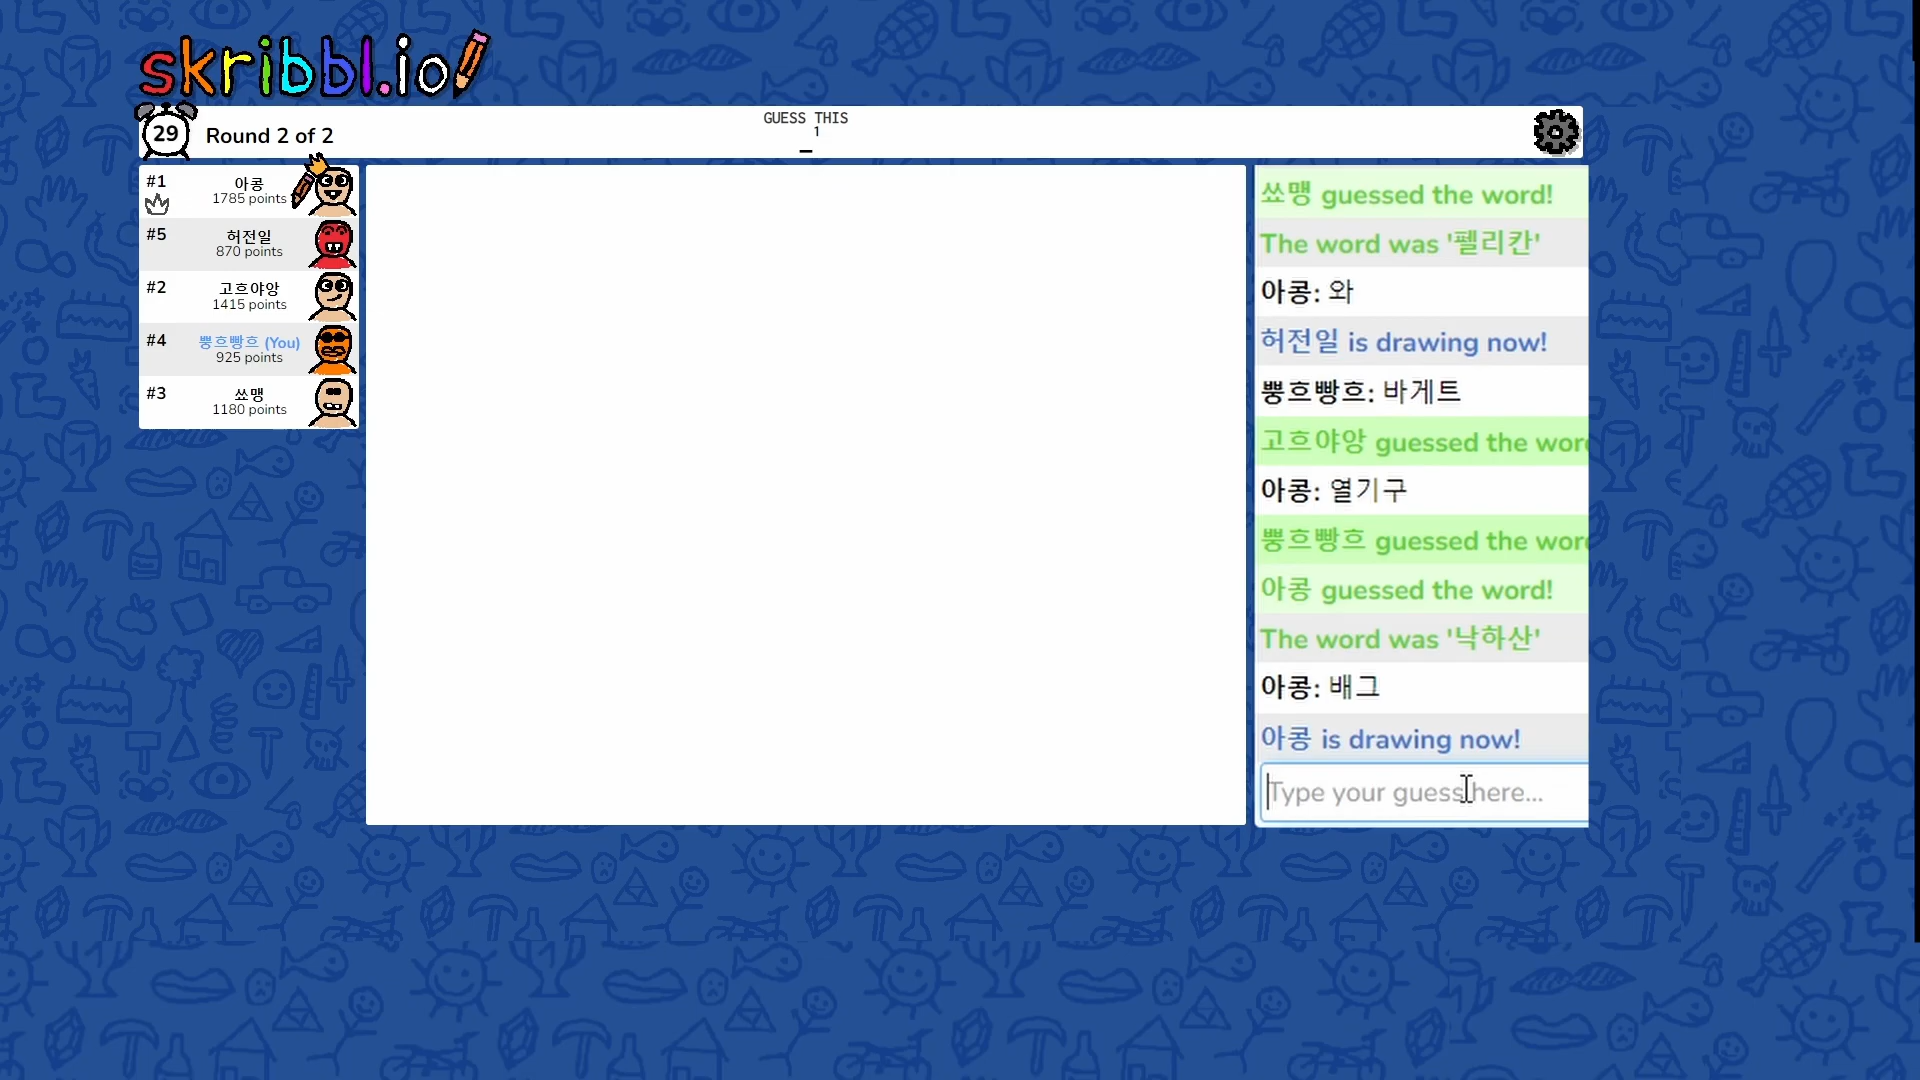 skribbl.io
29
Round 2 of 2
GUESS THIS
1
_
#1
아콩
1785 points
#5
허전일
870 points
#2
고흐야앙
1415 points
#4
뿡흐빵흐 (You)
925 points
#3
쏘맹
1180 points
쏘맹 guessed the word!
The word was '펠리칸'
아콩: 와
허전일 is drawing now!
뿡흐빵흐: 바게트
고흐야앙 guessed the word
아콩: 열기구
뿡흐빵흐 guessed the word
아콩 guessed the word!
The word was '낙하산'
아콩: 배그
아콩 is drawing now!
Type your guess here...